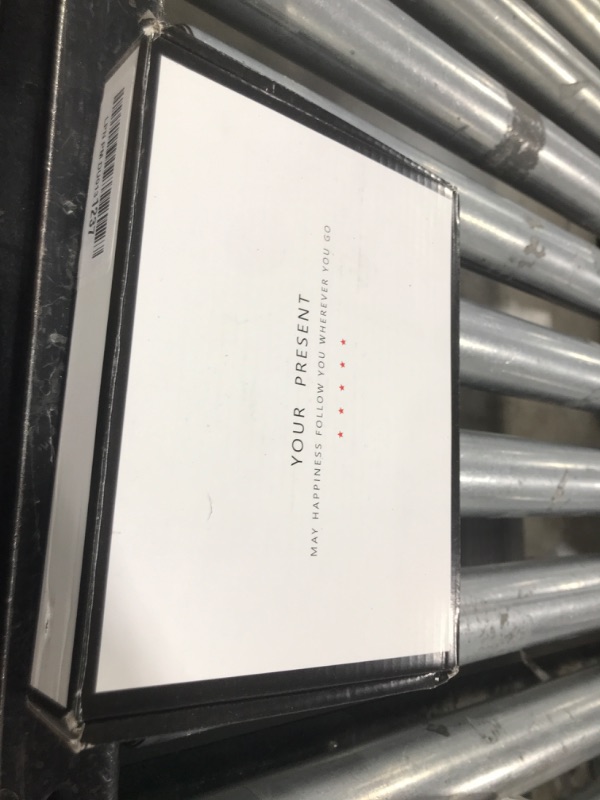 YOUR PRESENT
MAY HAPPINESS FOLLOW YOU WHEREVER YOU GO
★ ★ ★ ★ ★